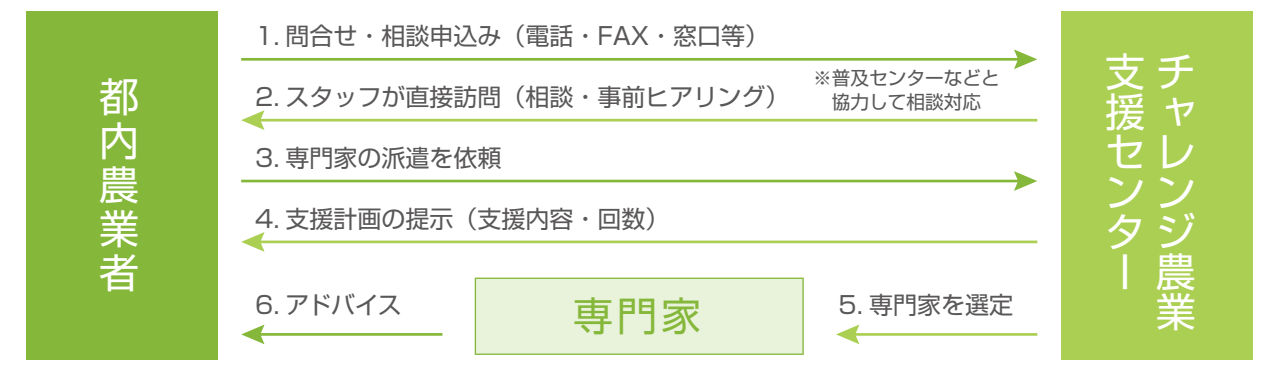 都内農業者
1. 問合せ・相談申込み（電話・FAX・窓口等）
2. スタッフが直接訪問（相談・事前ヒアリング）
※普及センターなどと
協力して相談対応
3. 専門家の派遣を依頼
4. 支援計画の提示（支援内容・回数）
5. 専門家を選定
専門家
6. アドバイス
チャレンジ農業
支援センター